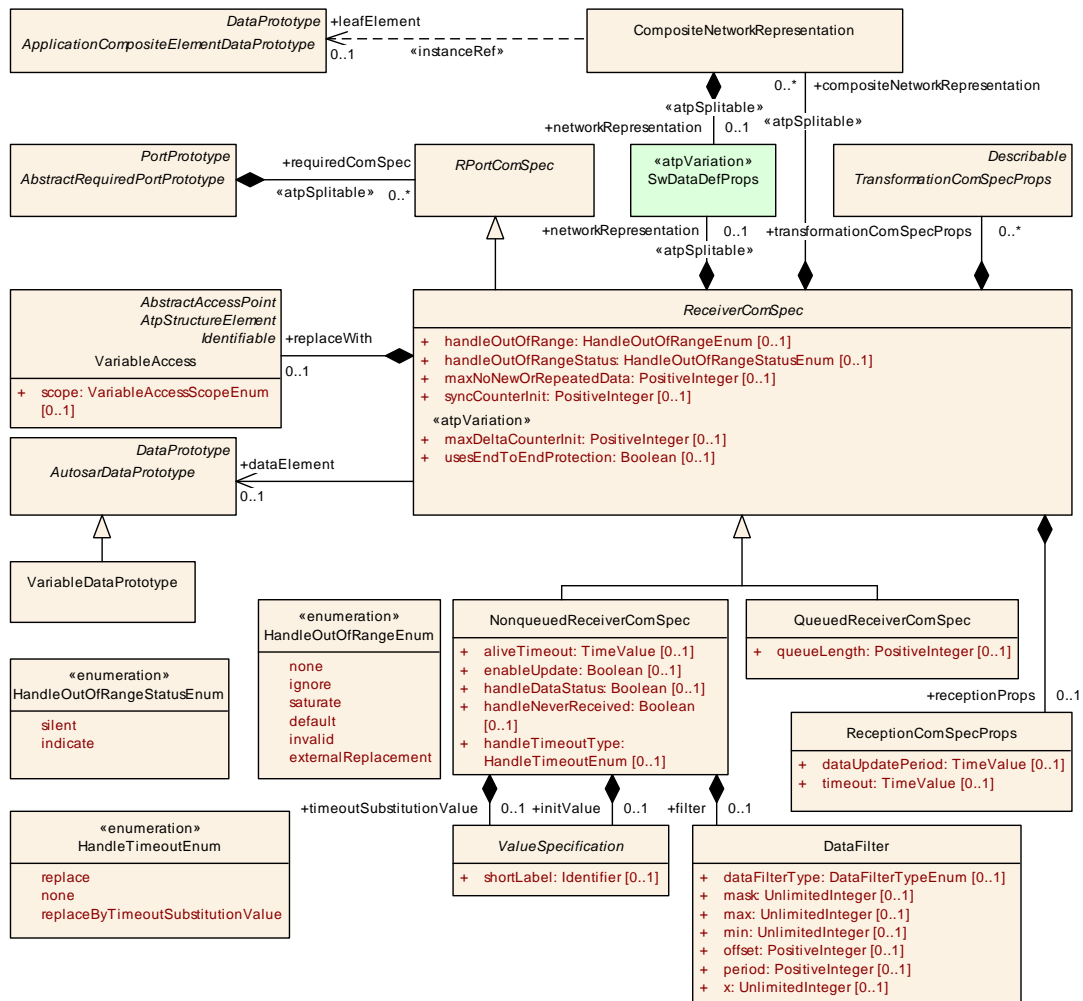 DataPrototype
ApplicationCompositeElementDataPrototype
+leafElement
0..1
«instanceRef»
CompositeNetworkRepresentation
0..*
+compositeNetworkRepresentation
«atpSplitable»
«atpSplitable»
+networkRepresentation
0..1
PortPrototype
AbstractRequiredPortPrototype
+requiredComSpec
«atpSplitable»
0..*
RPortComSpec
«atpVariation»
SwDataDefProps
Describable
TransformationComSpecProps
+networkRepresentation
0..1
«atpSplitable»
+transformationComSpecProps
0..*
AbstractAccessPoint
AtpStructureElement
Identifiable
VariableAccess
+ scope: VariableAccessScopeEnum
[0..1]
+replaceWith
0..1
ReceiverComSpec
+ handleOutOfRange: HandleOutOfRangeEnum [0..1]
+ handleOutOfRangeStatus: HandleOutOfRangeStatusEnum [0..1]
+ maxNoNewOrRepeatedData: PositiveInteger [0..1]
+ syncCounterInit: PositiveInteger [0..1]
«atpVariation»
+ maxDeltaCounterInit: PositiveInteger [0..1]
+ usesEndToEndProtection: Boolean [0..1]
DataPrototype
AutosarDataPrototype
+dataElement
0..1
VariableDataPrototype
«enumeration»
HandleOutOfRangeEnum
none
ignore
saturate
default
invalid
externalReplacement
NonqueuedReceiverComSpec
+ aliveTimeout: TimeValue [0..1]
+ enableUpdate: Boolean [0..1]
+ handleDataStatus: Boolean [0..1]
+ handleNeverReceived: Boolean
[0..1]
+ handleTimeoutType:
HandleTimeoutEnum [0..1]
QueuedReceiverComSpec
+ queueLength: PositiveInteger [0..1]
«enumeration»
HandleOutOfRangeStatusEnum
silent
indicate
+receptionProps
0..1
ReceptionComSpecProps
+ dataUpdatePeriod: TimeValue [0..1]
+ timeout: TimeValue [0..1]
+timeoutSubstitutionValue
0..1
+initValue
0..1
+filter
0..1
«enumeration»
HandleTimeoutEnum
replace
none
replaceByTimeoutSubstitutionValue
ValueSpecification
+ shortLabel: Identifier [0..1]
DataFilter
+ dataFilterType: DataFilterTypeEnum [0..1]
+ mask: UnlimitedInteger [0..1]
+ max: UnlimitedInteger [0..1]
+ min: UnlimitedInteger [0..1]
+ offset: PositiveInteger [0..1]
+ period: PositiveInteger [0..1]
+ x: UnlimitedInteger [0..1]